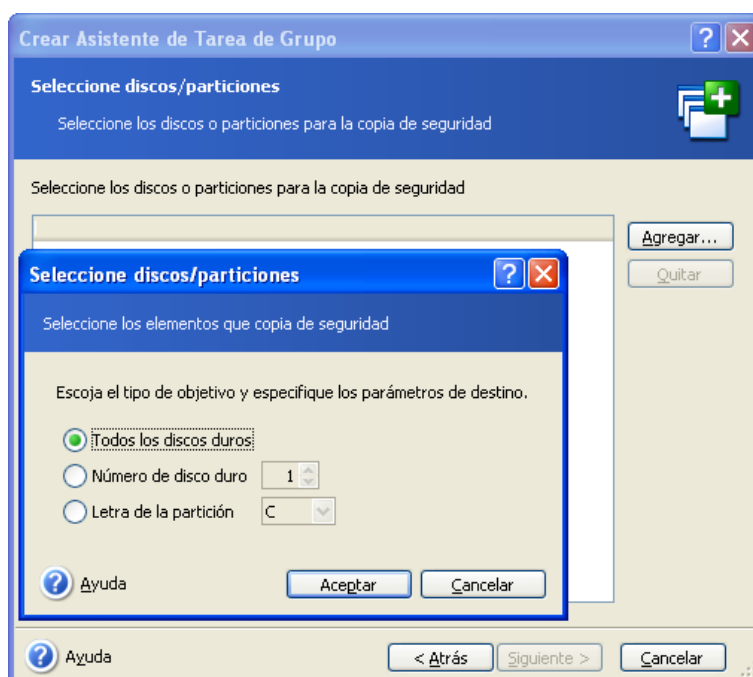 Crear Asistente de Tarea de Grupo
Seleccione discos/particiones
Seleccione los discos o particiones para la copia de seguridad
Seleccione los discos o particiones para la copia de seguridad
Agregar...
Quitar
Seleccione discos/particiones
Seleccione los elementos que copia de seguridad
Escoja el tipo de objetivo y especifique los parámetros de destino.
Todos los discos duros
Número de disco duro 1
Letra de la partición C
Ayuda Aceptar Cancelar
Ayuda < Atrás Siguiente > Cancelar